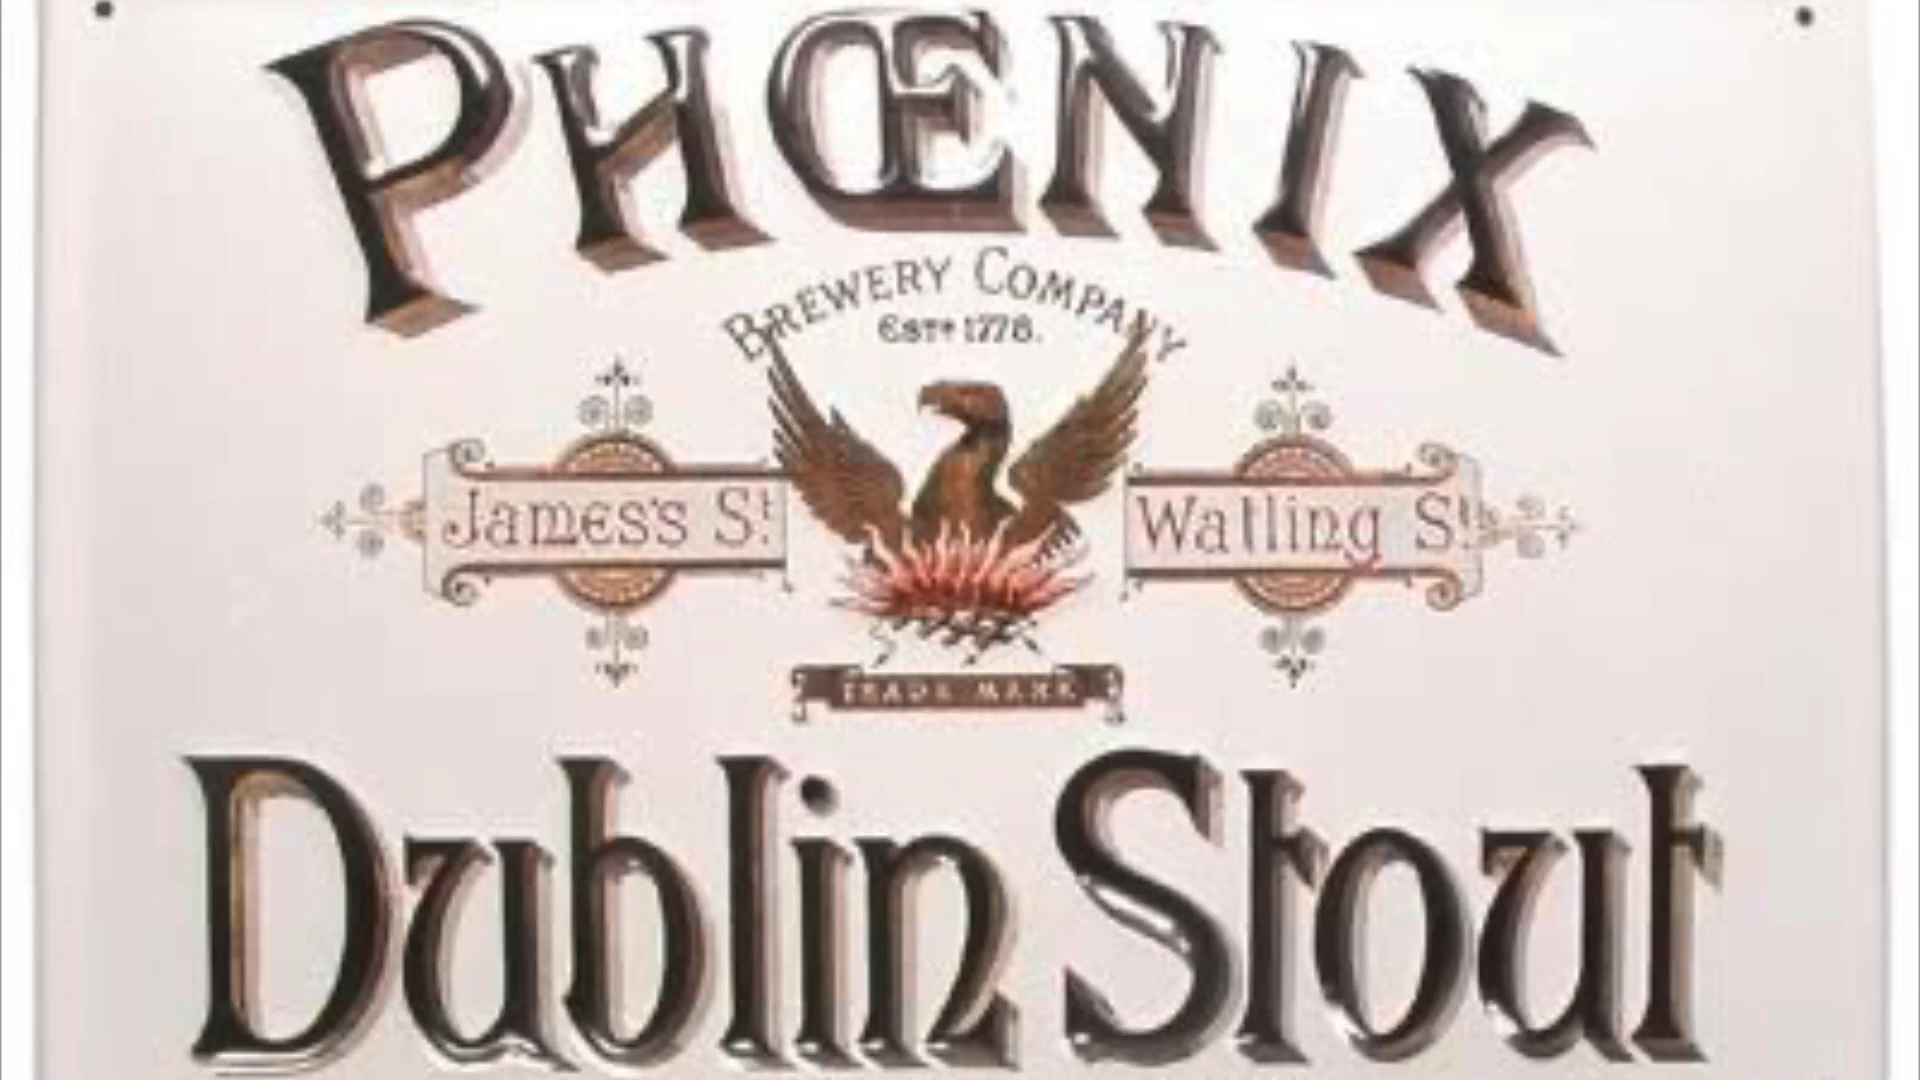 PHŒNIX
BREWERY COMPANY
ESTD 1778.
James's St. Watling St.
TRADE MARK
Dublin Stout